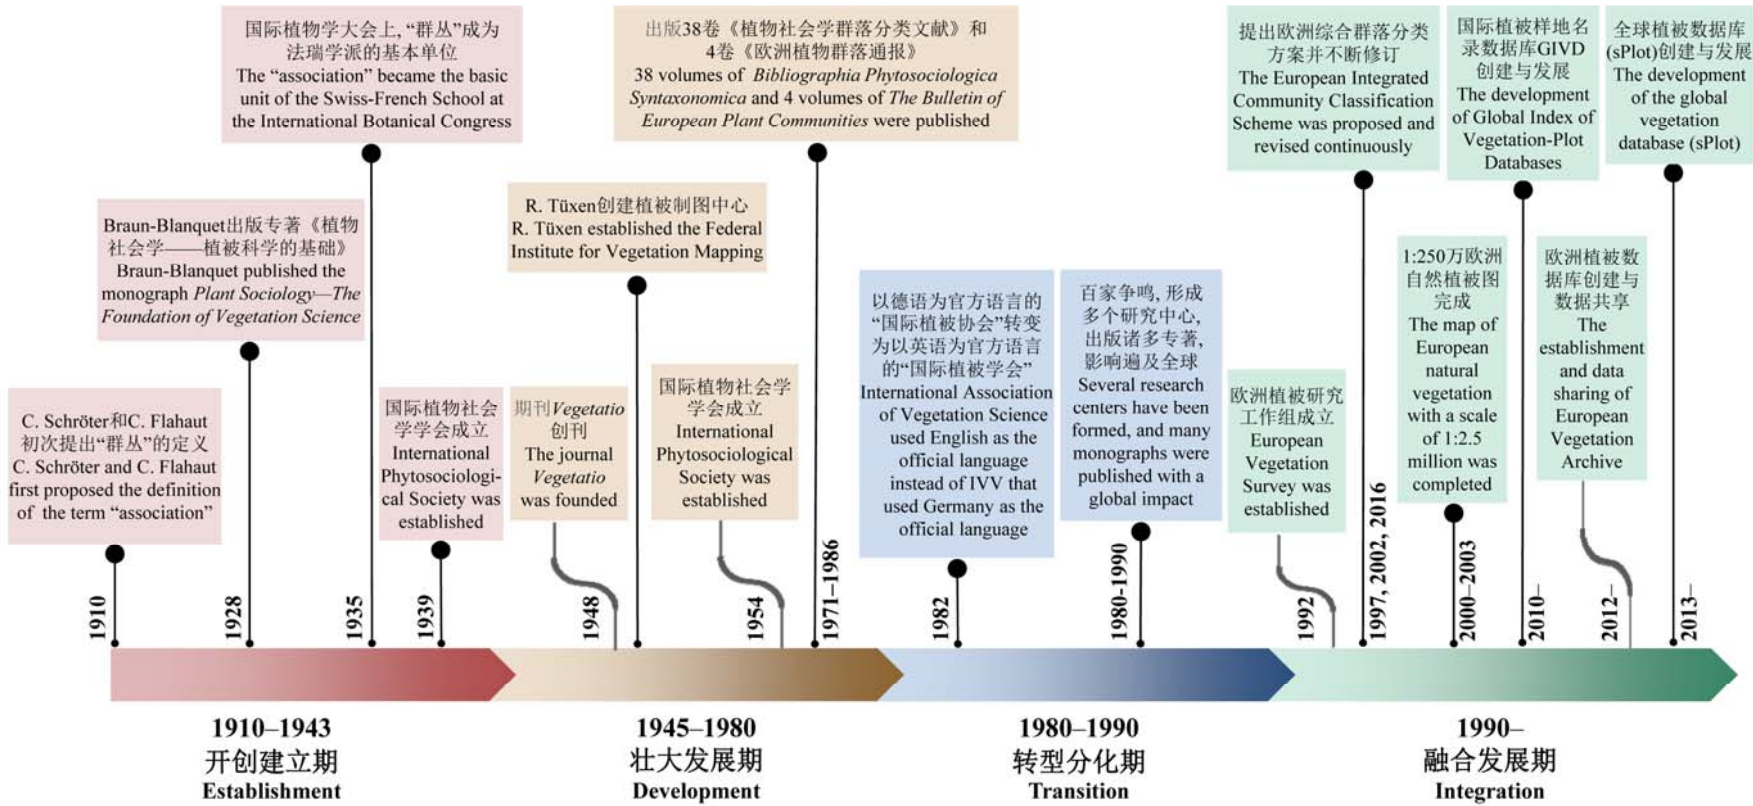 国际植物学大会上, “群丛”成为
法瑞学派的基本单位
The “association” became the basic
unit of the Swiss-French School at
the International Botanical Congress
出版38卷《植物社会学群落分类文献》和
4卷《欧洲植物群落通报》
38 volumes of Bibliographia Phytosociologica
Syntaxonomica and 4 volumes of The Bulletin of
European Plant Communities were published
提出欧洲综合群落分类
方案并不断修订
The European Integrated
Community Classification
Scheme was proposed and
revised continuously
国际植被样地名
录数据库GIVD
创建与发展
The development
of Global Index of
Vegetation-Plot
Databases
全球植被数据库
(sPlot)创建与发展
The development
of the global
vegetation
database (sPlot)
Braun-Blanquet出版专著《植物
社会学——植被科学的基础》
Braun-Blanquet published the
monograph Plant Sociology—The
Foundation of Vegetation Science
R. Tüxen创建植被制图中心
R. Tüxen established the Federal
Institute for Vegetation Mapping
以德语为官方语言的
“国际植被协会”转变
为以英语为官方语言
的“国际植被学会”
International Association
of Vegetation Science
used English as the
official language
instead of IVV that
used Germany as the
official language
百家争鸣, 形成
多个研究中心,
出版诸多专著,
影响遍及全球
Several research
centers have been
formed, and many
monographs were
published with a
global impact
1:250万欧洲
自然植被图
完成
The map of
European
natural
vegetation
with a scale
of 1:2.5
million was
completed
欧洲植被数
据库创建与
数据共享
The
establishment
and data
sharing of
European
Vegetation
Archive
C. Schröter和C. Flahaut
初次提出“群丛”的定义
C. Schröter and C. Flahaut
first proposed the definition
of the term “association”
国际植物社会
学学会成立
International
Phytosociologi-
cal Society was
established
期刊Vegetatio
创刊
The journal
Vegetatio
was founded
国际植物社会学
学会成立
International
Phytosociological
Society was
established
欧洲植被研究
工作组成立
European
Vegetation
Survey was
established
1910
1928
1935
1939
1948
1954
1971–1986
1982
1980-1990
1992
1997, 2002, 2016
2000–2003
2010–
2012–
2013–
1910–1943
开创建立期
Establishment
1945–1980
壮大发展期
Development
1980–1990
转型分化期
Transition
1990–
融合发展期
Integration